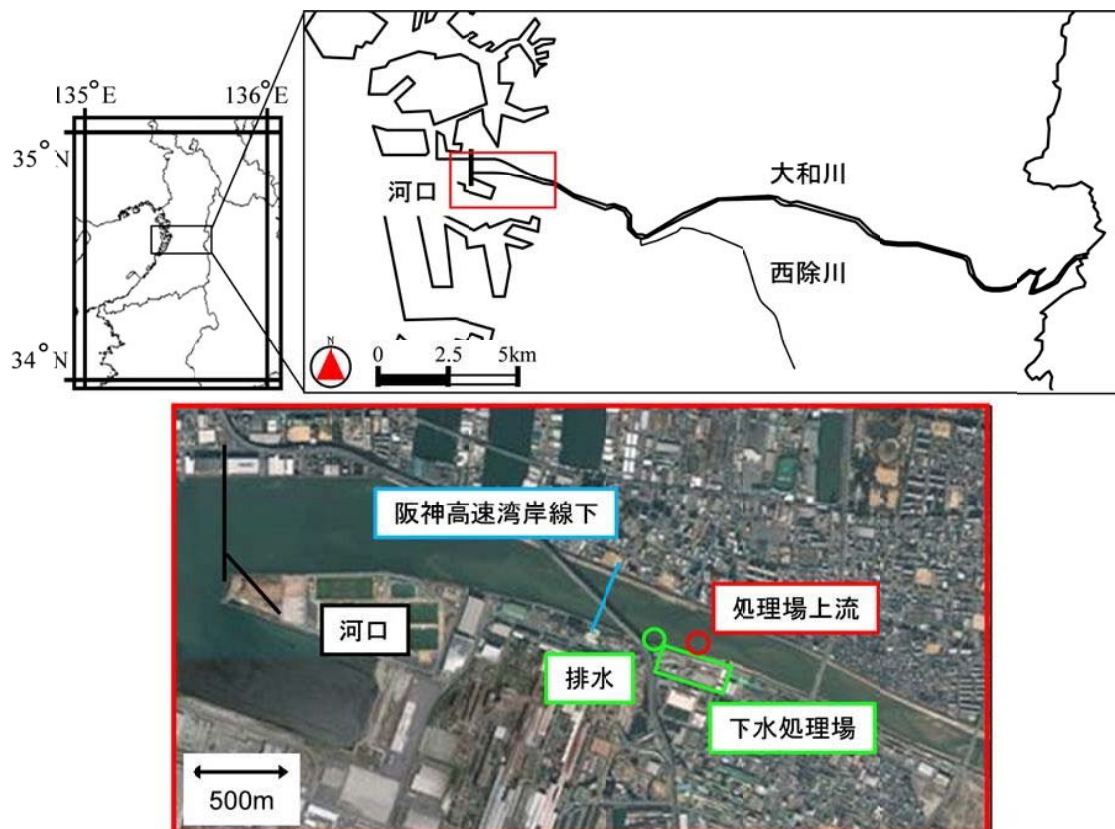 135°E
136°E
35°N
34°N
大和川
河口
西除川
N
0 2.5 5km
阪神高速湾岸線下
処理場上流
河口
排水
下水処理場
500m